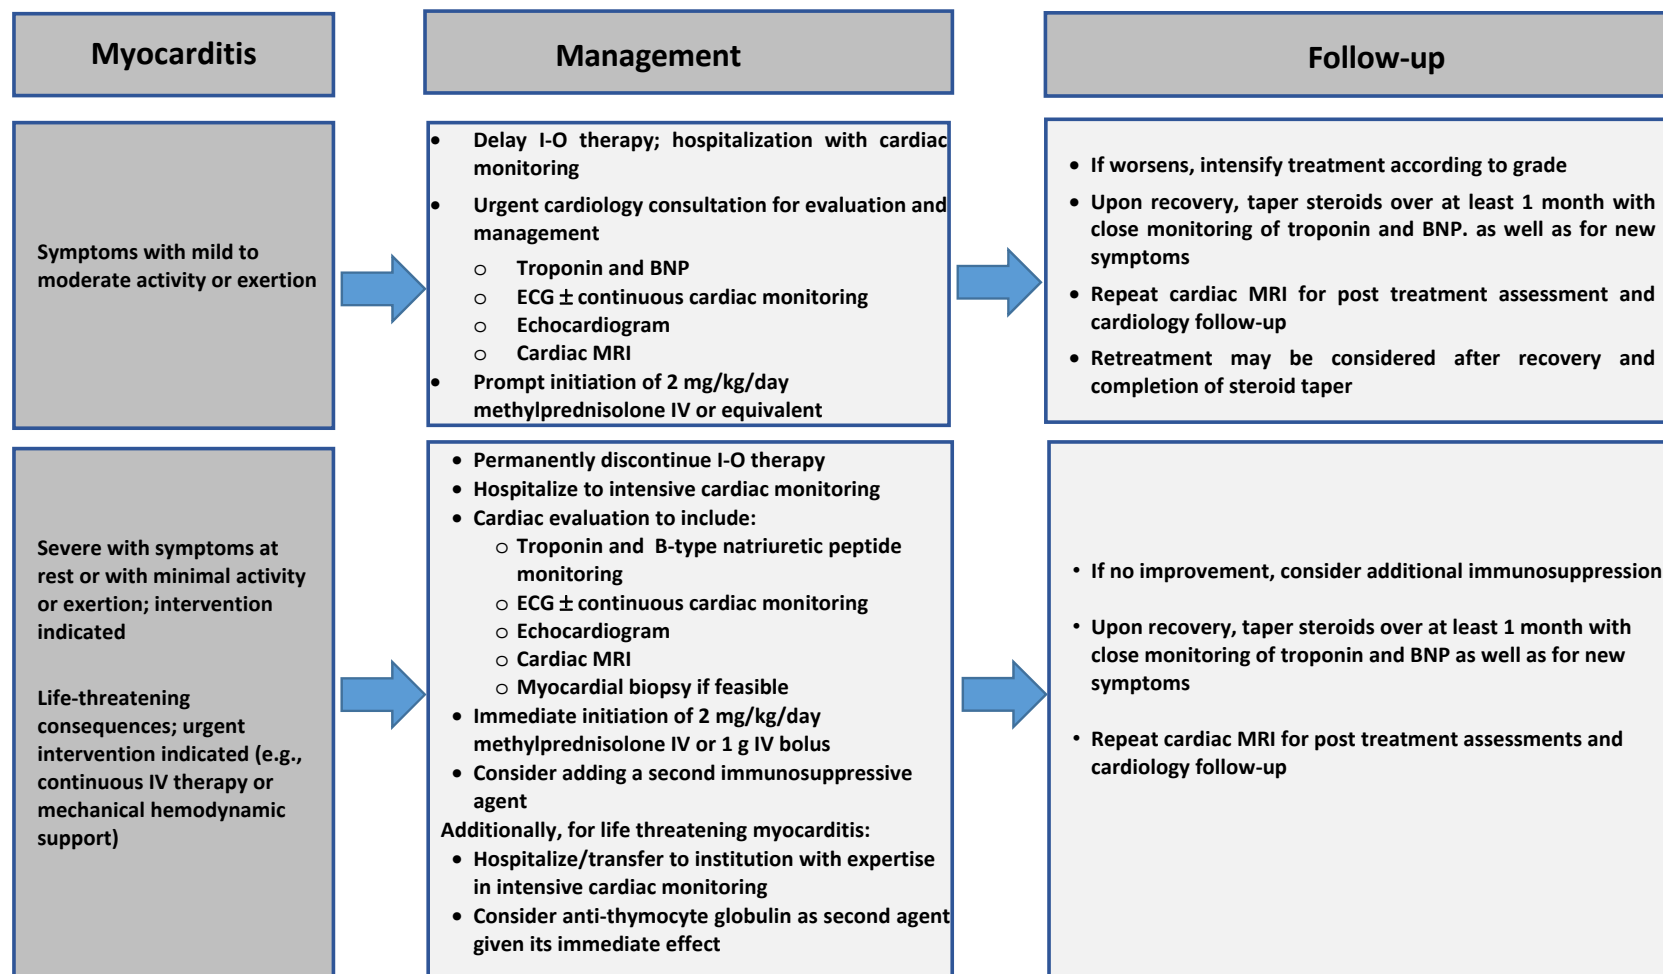 Myocarditis
Management
Follow-up
Symptoms with mild to
moderate activity or exertion
• Delay I-O therapy; hospitalization with cardiac
monitoring
• Urgent cardiology consultation for evaluation and
management
o Troponin and BNP
o ECG ± continuous cardiac monitoring
o Echocardiogram
o Cardiac MRI
• Prompt initiation of 2 mg/kg/day
methylprednisolone IV or equivalent
• If worsens, intensify treatment according to grade
• Upon recovery, taper steroids over at least 1 month with
close monitoring of troponin and BNP. as well as for new
symptoms
• Repeat cardiac MRI for post treatment assessment and
cardiology follow-up
• Retreatment may be considered after recovery and
completion of steroid taper
Severe with symptoms at
rest or with minimal activity
or exertion; intervention
indicated
Life-threatening
consequences; urgent
intervention indicated (e.g.,
continuous IV therapy or
mechanical hemodynamic
support)
• Permanently discontinue I-O therapy
• Hospitalize to intensive cardiac monitoring
• Cardiac evaluation to include:
o Troponin and B-type natriuretic peptide
monitoring
o ECG ± continuous cardiac monitoring
o Echocardiogram
o Cardiac MRI
o Myocardial biopsy if feasible
• Immediate initiation of 2 mg/kg/day
methylprednisolone IV or 1 g IV bolus
• Consider adding a second immunosuppressive
agent
Additionally, for life threatening myocarditis:
• Hospitalize/transfer to institution with expertise
in intensive cardiac monitoring
• Consider anti-thymocyte globulin as second agent
given its immediate effect
• If no improvement, consider additional immunosuppression
• Upon recovery, taper steroids over at least 1 month with
close monitoring of troponin and BNP as well as for new
symptoms
• Repeat cardiac MRI for post treatment assessments and
cardiology follow-up